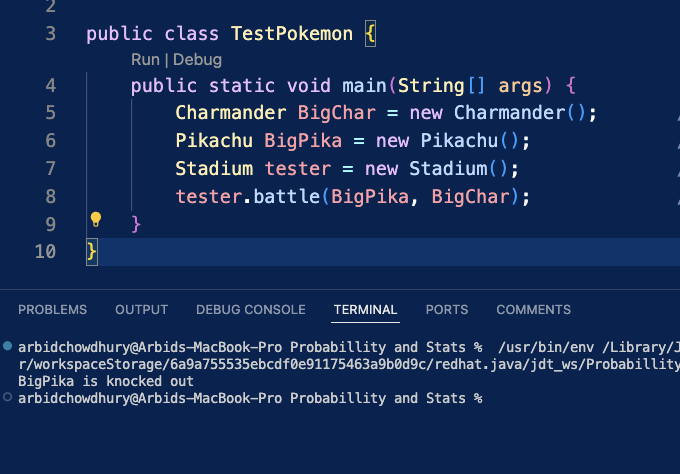 2
3 public class TestPokemon {
Run | Debug
4 public static void main(String[] args) {
5 Charmander BigChar = new Charmander();
6 Pikachu BigPika = new Pikachu();
7 Stadium tester = new Stadium();
8 tester.battle(BigPika, BigChar);
9 }
10 }
PROBLEMS OUTPUT DEBUG CONSOLE TERMINAL PORTS COMMENTS
arbidchowdhury@Arbids-MacBook-Pro Probabillity and Stats % /usr/bin/env /Library/J
r/workspaceStorage/6a9a755535ebcdf0e91175463a9b0d9c/redhat.java/jdt_ws/Probabillity
BigPika is knocked out
arbidchowdhury@Arbids-MacBook-Pro Probabillity and Stats %